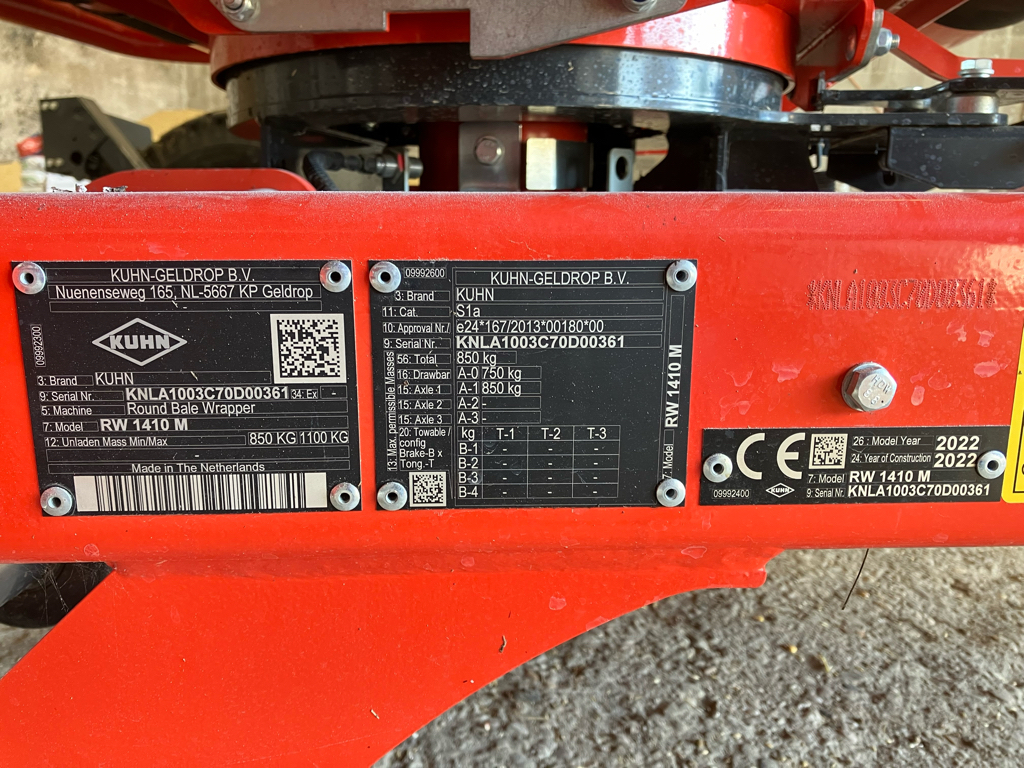 KUHN-GELDROP B.V.
Nuenenseweg 165, NL-5667 KP Geldrop
09992300
KUHN
3: Brand KUHN
9: Serial Nr. KNLA1003C70D00361 34: Ex -
5: Machine Round Bale Wrapper
7: Model RW 1410 M
12: Unladen Mass Min/Max 850 KG 1100 KG
-
Made in The Netherlands
09992600 KUHN-GELDROP B.V.
3: Brand KUHN
11: Cat. S1a
10: Approval Nr./ e24*167/2013*00180*00
9: Serial Nr. KNLA1003C70D00361
13: Max. permissible Masses
56: Total 850 kg
16: Drawbar A-0 750 kg
15: Axle 1 A-1 850 kg
15: Axle 2 A-2 -
15: Axle 3 A-3 -
20: Towable / config
Brake-B x
Tong.-T
kg T-1 T-2 T-3
B-1 - - -
B-2 - - -
B-3 - - -
B-4 - - -
7: Model RW 1410 M
*KNLA1003C70D00361*
CE
09992400
KUHN
26 : Model Year 2022
24: Year of Construction 2022
7: Model RW 1410 M
9: Serial Nr. KNLA1003C70D00361